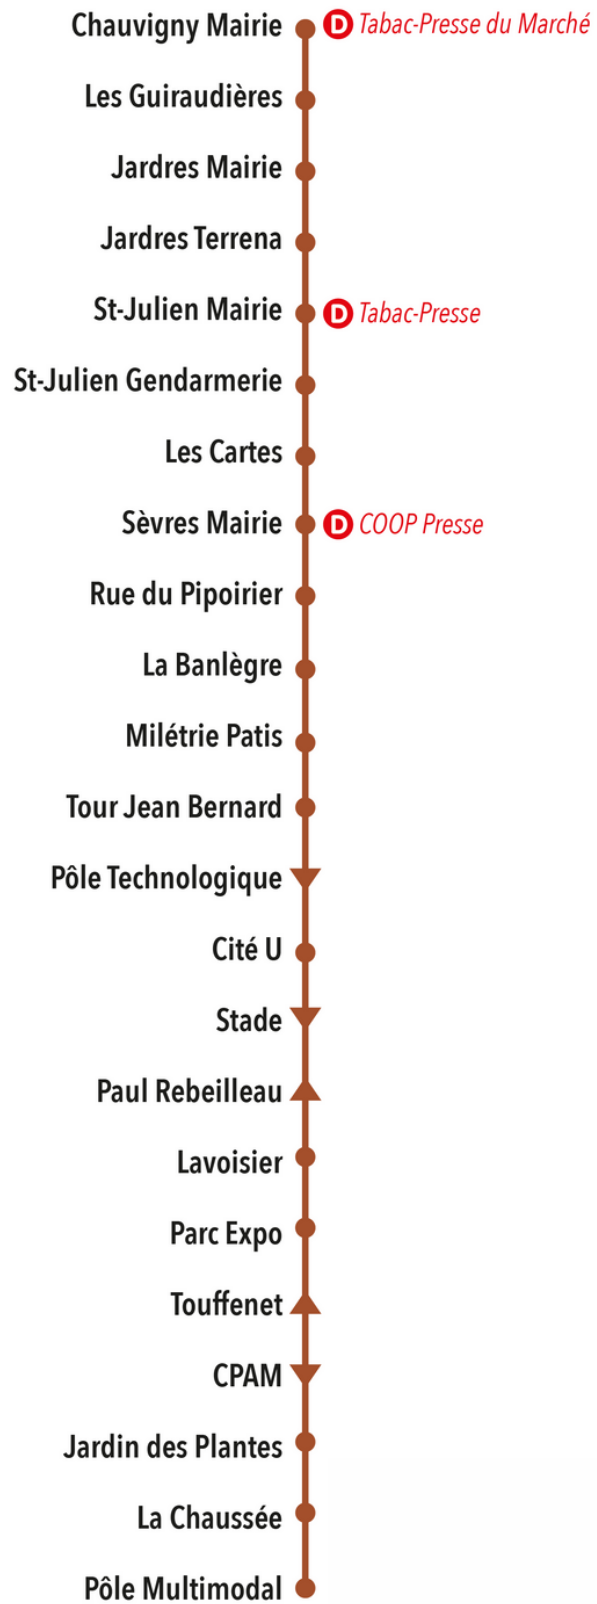 Chauvigny Mairie D Tabac-Presse du Marché
Les Guiraudières
Jardres Mairie
Jardres Terrena
St-Julien Mairie D Tabac-Presse
St-Julien Gendarmerie
Les Cartes
Sèvres Mairie D COOP Presse
Rue du Pipoirier
La Banlègre
Milétrie Patis
Tour Jean Bernard
Pôle Technologique
Cité U
Stade
Paul Rebeilleau
Lavoisier
Parc Expo
Touffenet
CPAM
Jardin des Plantes
La Chaussée
Pôle Multimodal